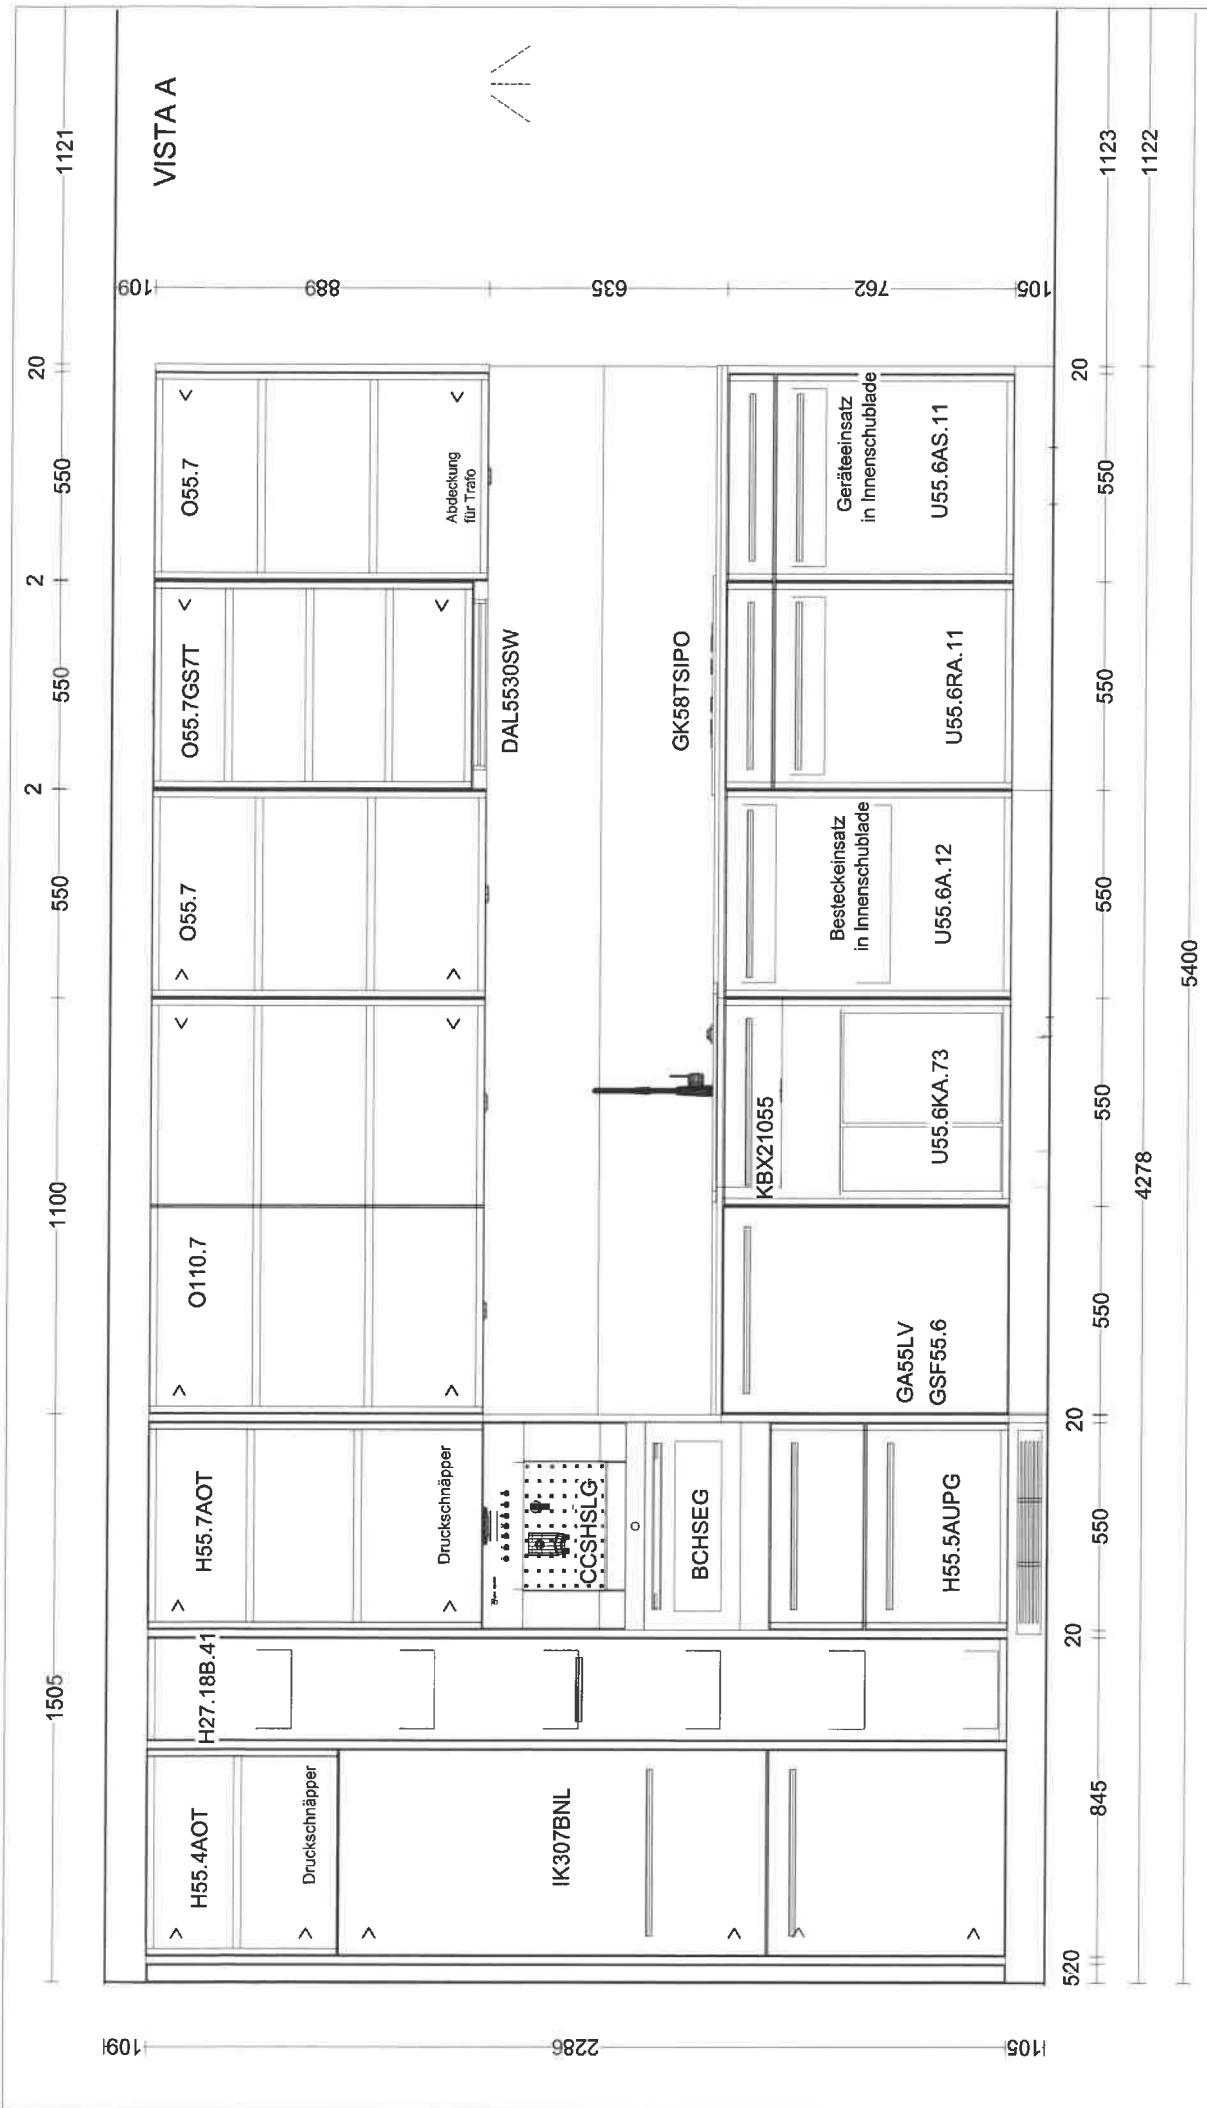 VISTA A
1505
1100
550
2
550
2
550
20
1121
109
889
635
762
105
H55.4AOT
Druckschnäpper
IK307BNL
H27.18B.41
H55.7AOT
Druckschnäpper
CCSHSLG
BCHSEG
H55.5AUPG
O110.7
O55.7
O55.7GS7T
O55.7
Abdeckung
für Trafo
DAL5530SW
GK58TSIPO
KBX21055
GA55LV
GSF55.6
U55.6KA.73
Besteckeinsatz
in Innenschublade
U55.6A.12
U55.6RA.11
Geräteeinsatz
in Innenschublade
U55.6AS.11
109
2286
105
520
845
20
550
20
550
550
550
550
550
20
1123
4278
1122
5400